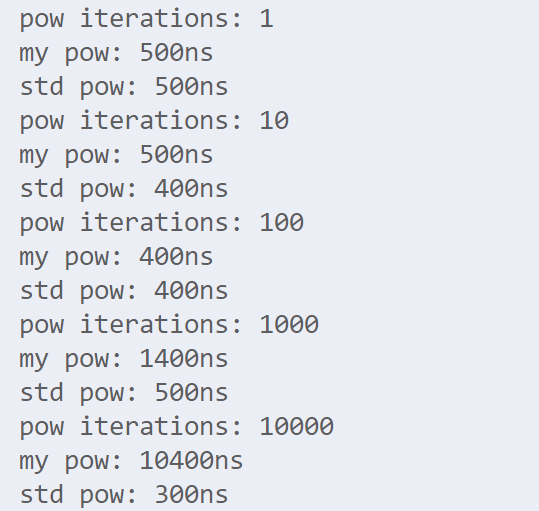 pow iterations: 1
my pow: 500ns
std pow: 500ns
pow iterations: 10
my pow: 500ns
std pow: 400ns
pow iterations: 100
my pow: 400ns
std pow: 400ns
pow iterations: 1000
my pow: 1400ns
std pow: 500ns
pow iterations: 10000
my pow: 10400ns
std pow: 300ns